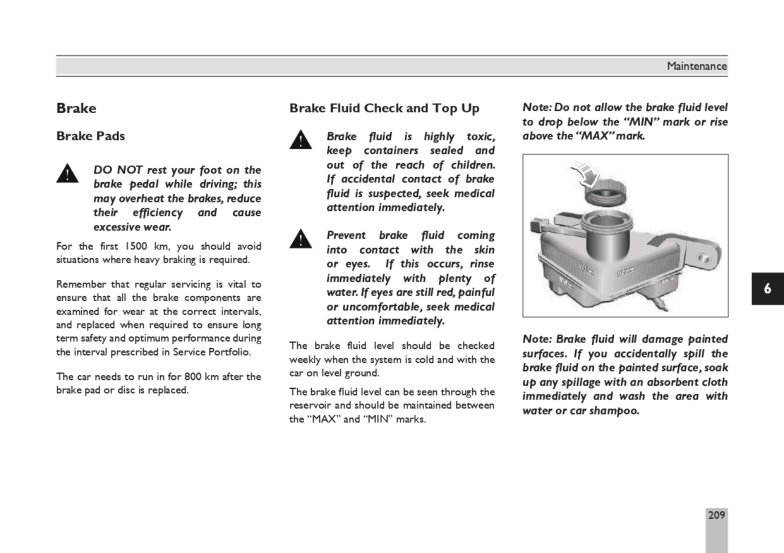 Maintenance
Brake
Brake Pads
DO NOT rest your foot on the
brake pedal while driving; this
may overheat the brakes, reduce
their efficiency and cause
excessive wear.
For the first 1500 km, you should avoid
situations where heavy braking is required.
Remember that regular servicing is vital to
ensure that all the brake components are
examined for wear at the correct intervals,
and replaced when required to ensure long
term safety and optimum performance during
the interval prescribed in Service Portfolio.
The car needs to run in for 800 km after the
brake pad or disc is replaced.
Brake Fluid Check and Top Up
Brake fluid is highly toxic,
keep containers sealed and
out of the reach of children.
If accidental contact of brake
fluid is suspected, seek medical
attention immediately.
Prevent brake fluid coming
into contact with the skin
or eyes. If this occurs, rinse
immediately with plenty of
water. If eyes are still red, painful
or uncomfortable, seek medical
attention immediately.
The brake fluid level should be checked
weekly when the system is cold and with the
car on level ground.
The brake fluid level can be seen through the
reservoir and should be maintained between
the “MAX” and “MIN” marks.
Note: Do not allow the brake fluid level
to drop below the “MIN” mark or rise
above the “MAX” mark.
Note: Brake fluid will damage painted
surfaces. If you accidentally spill the
brake fluid on the painted surface, soak
up any spillage with an absorbent cloth
immediately and wash the area with
water or car shampoo.
6
209